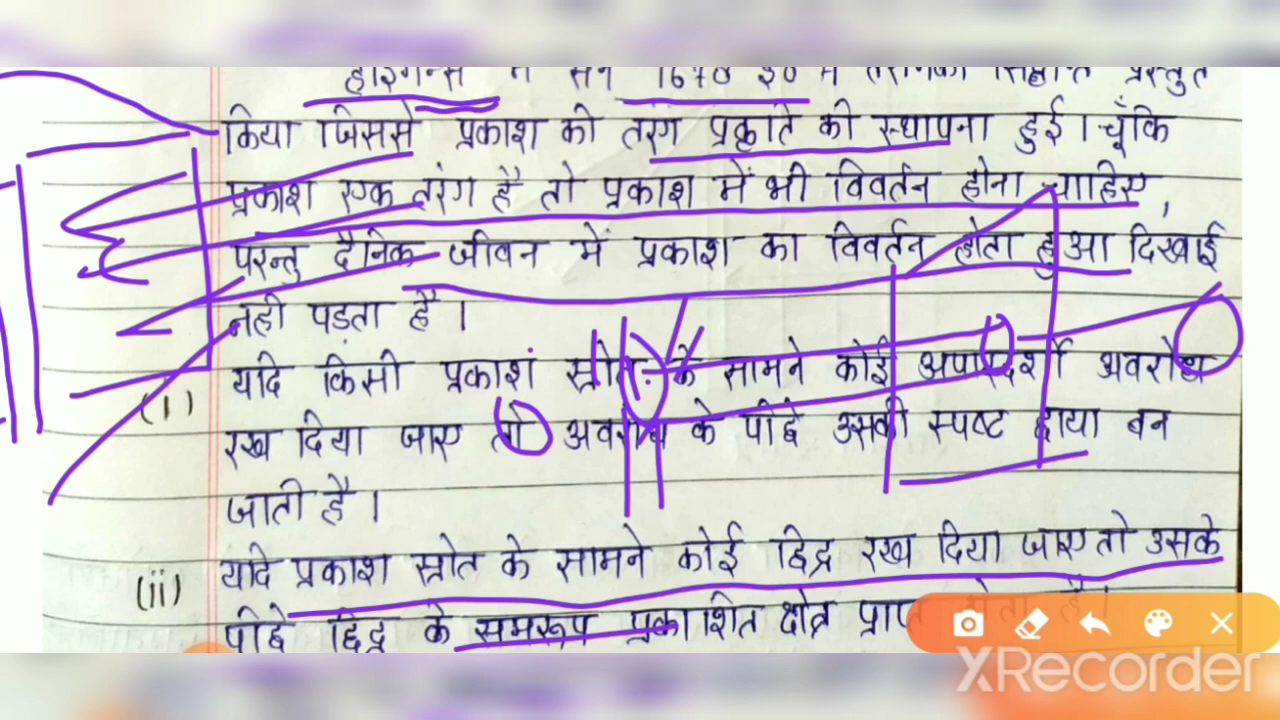 हाइगेन्स ने सन 1678 ई० में तरंगिका सिद्धान्त प्रस्तुत
किया जिससे प्रकाश की तरंग प्रकृति की स्थापना हुई। चूँकि
प्रकाश एक तरंग है तो प्रकाश में भी विवर्तन होना चाहिए,
परन्तु दैनिक जीवन में प्रकाश का विवर्तन होता हुआ दिखाई
नही पड़ता है।
(i) यदि किसी प्रकाश स्त्रोत के सामने कोई अपारदर्शी अवरोध
रख दिया जाए तो अवरोध के पीछे उसकी स्पष्ट छाया बन
जाती है।
(ii) यदि प्रकाश स्रोत के सामने कोई छिद्र रख दिया जाए तो उसके
पीछे छिद्र के समरूप प्रकाशित क्षेत्र प्राप्त होता है।
XRecorder